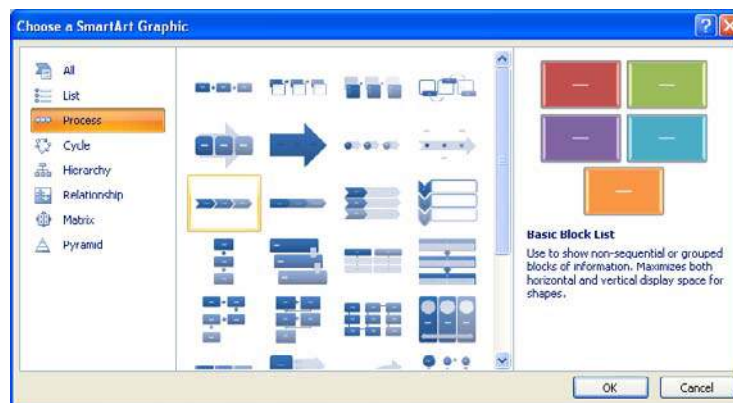 Choose a SmartArt Graphic
All
List
Process
Cycle
Hierarchy
Relationship
Matrix
Pyramid
Basic Block List
Use to show non-sequential or grouped
blocks of information. Maximizes both
horizontal and vertical display space for
shapes.
OK
Cancel